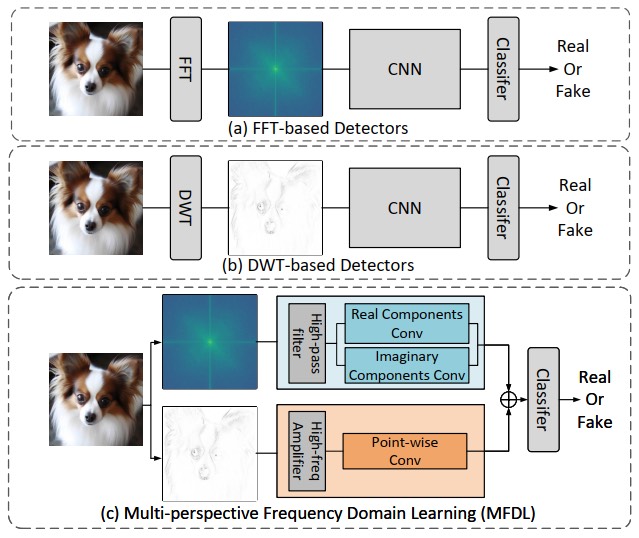 FFT
CNN
Classifer
Real
Or
Fake
(a) FFT-based Detectors
DWT
CNN
Classifer
Real
Or
Fake
(b) DWT-based Detectors
High-pass
filter
Real Components
Conv
Imaginary
Components Conv
High-freq
Amplifier
Point-wise
Conv
Classifer
Real
Or
Fake
(c) Multi-perspective Frequency Domain Learning (MFDL)